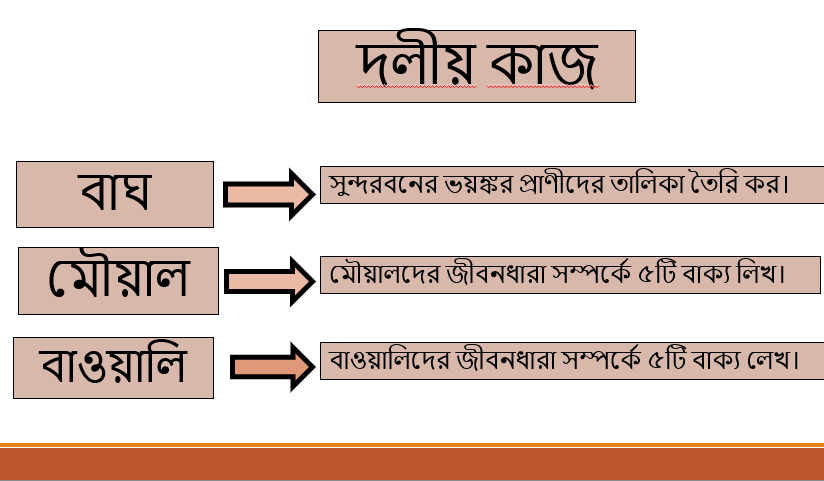 দলীয় কাজ
বাঘ
সুন্দরবনের ভয়ঙ্কর প্রাণীদের তালিকা তৈরি কর।
মৌয়াল
মৌয়ালদের জীবনধারা সম্পর্কে ৫টি বাক্য লিখ।
বাওয়ালি
বাওয়ালিদের জীবনধারা সম্পর্কে ৫টি বাক্য লেখ।